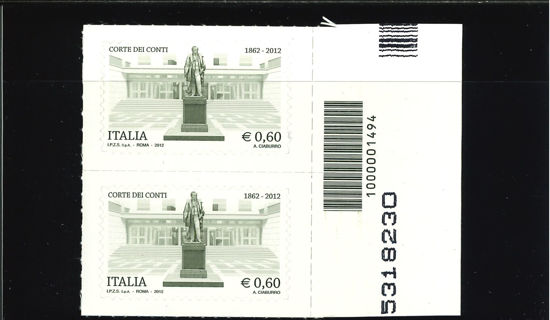 CORTE DEI CONTI 1862 - 2012
ITALIA € 0,60
I.P.Z.S. S.p.A. - ROMA - 2012 A. CIABURRO
CORTE DEI CONTI 1862 - 2012
ITALIA € 0,60
I.P.Z.S. S.p.A. - ROMA - 2012 A. CIABURRO
1000001494
5318230